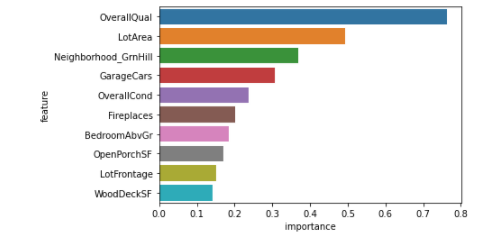 OverallQual
LotArea
Neighborhood_GrnHill
GarageCars
OverallCond
Fireplaces
BedroomAbvGr
OpenPorchSF
LotFrontage
WoodDeckSF
feature
0.0 0.1 0.2 0.3 0.4 0.5 0.6 0.7 0.8
importance